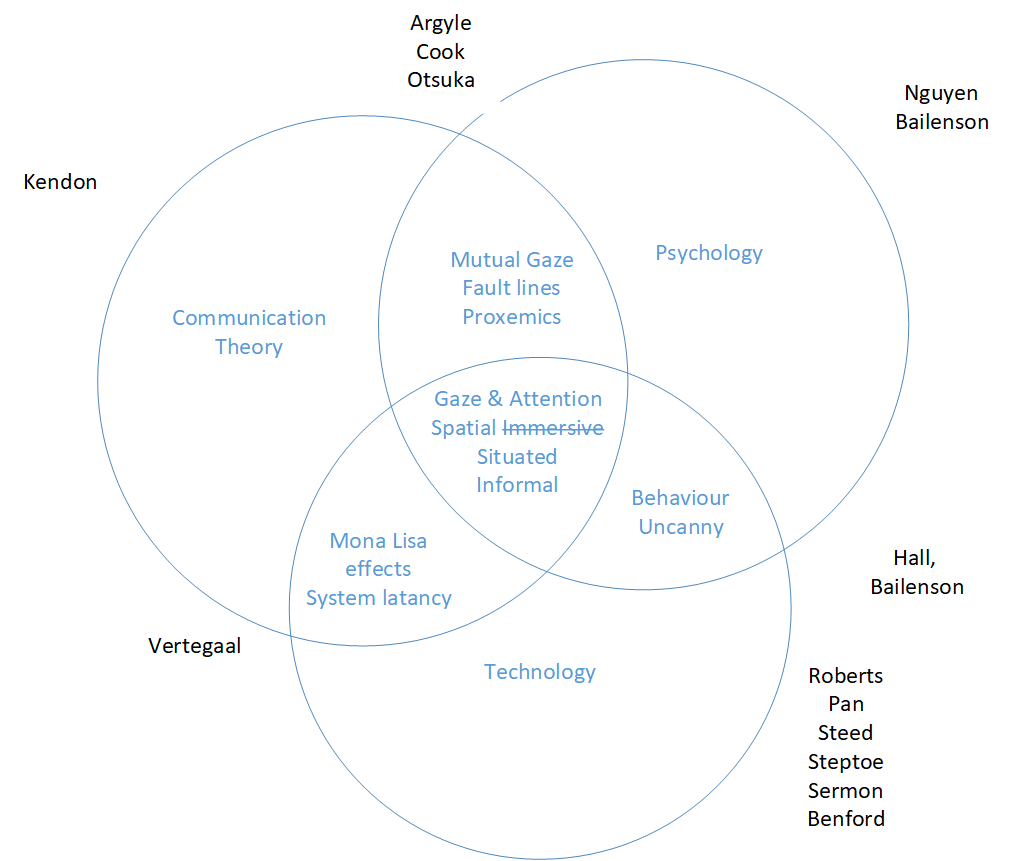 Argyle
Cook
Otsuka
Nguyen
Bailenson
Kendon
Mutual Gaze
Fault lines
Proxemics
Psychology
Communication
Theory
Gaze & Attention
Spatial Immersive
Situated
Informal
Behaviour
Uncanny
Mona Lisa
effects
System latancy
Hall,
Bailenson
Vertegaal
Technology
Roberts
Pan
Steed
Steptoe
Sermon
Benford